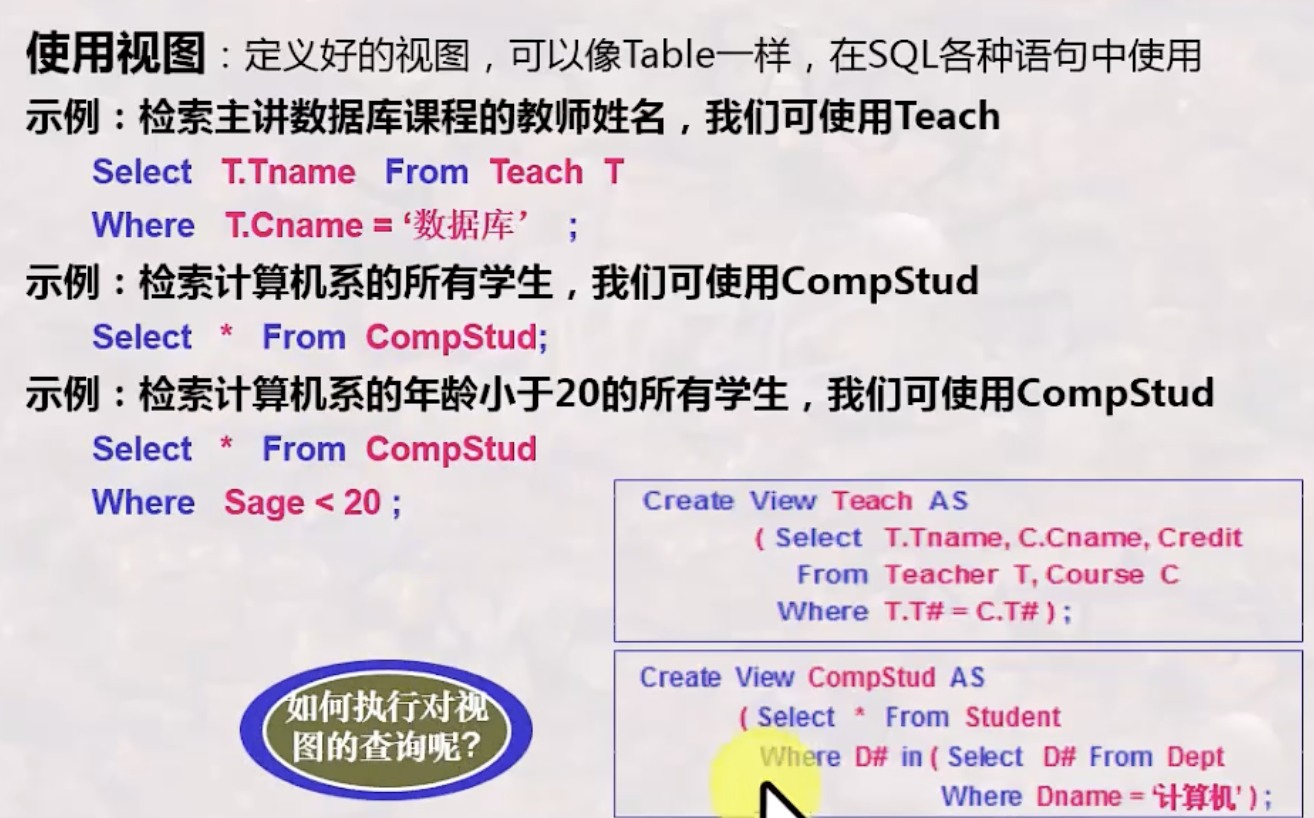 使用视图：定义好的视图，可以像Table一样，在SQL各种语句中使用
示例：检索主讲数据库课程的教师姓名，我们可使用Teach
Select T.Tname From Teach T
Where T.Cname = ‘数据库’ ;
示例：检索计算机系的所有学生，我们可使用CompStud
Select * From CompStud;
示例：检索计算机系的年龄小于20的所有学生，我们可使用CompStud
Select * From CompStud
Where Sage < 20 ;
Create View Teach AS
( Select T.Tname, C.Cname, Credit
From Teacher T, Course C
Where T.T# = C.T# ) ;
如何执行对视
图的查询呢?
Create View CompStud AS
( Select * From Student
Where D# in ( Select D# From Dept
Where Dname = ‘计算机’ ) ;